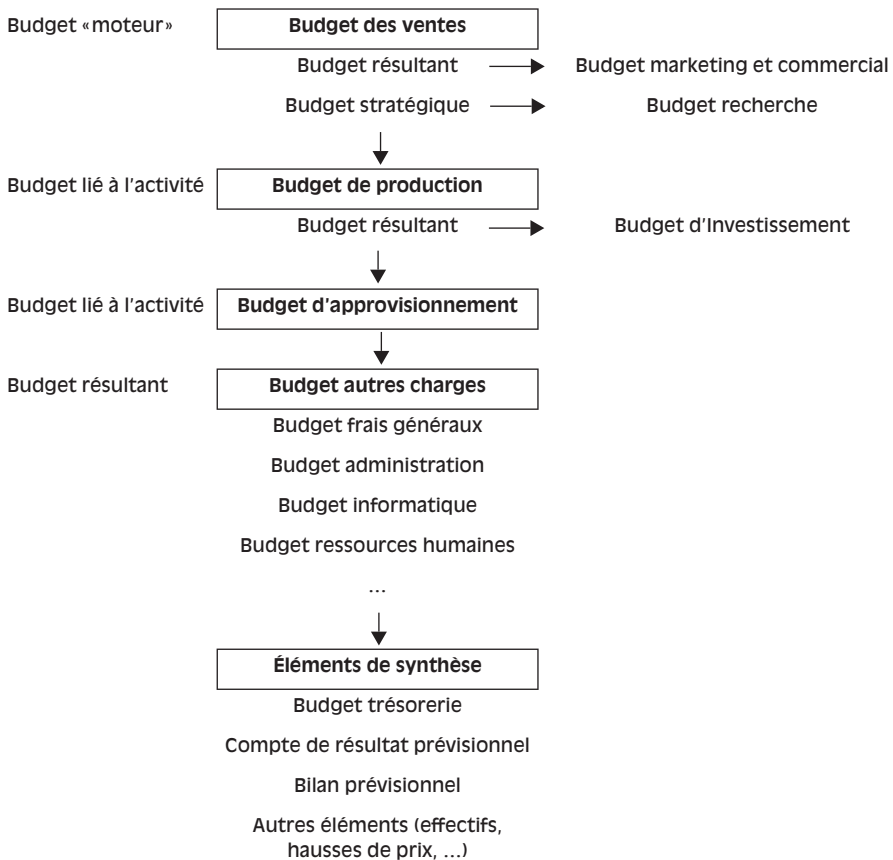 Budget «moteur» Budget des ventes
Budget résultant Budget marketing et commercial
Budget stratégique Budget recherche
Budget lié à l'activité Budget de production
Budget résultant Budget d'Investissement
Budget lié à l'activité Budget d'approvisionnement
Budget résultant Budget autres charges
Budget frais généraux
Budget administration
Budget informatique
Budget ressources humaines
...
Éléments de synthèse
Budget trésorerie
Compte de résultat prévisionnel
Bilan prévisionnel
Autres éléments (effectifs,
hausses de prix, ...)